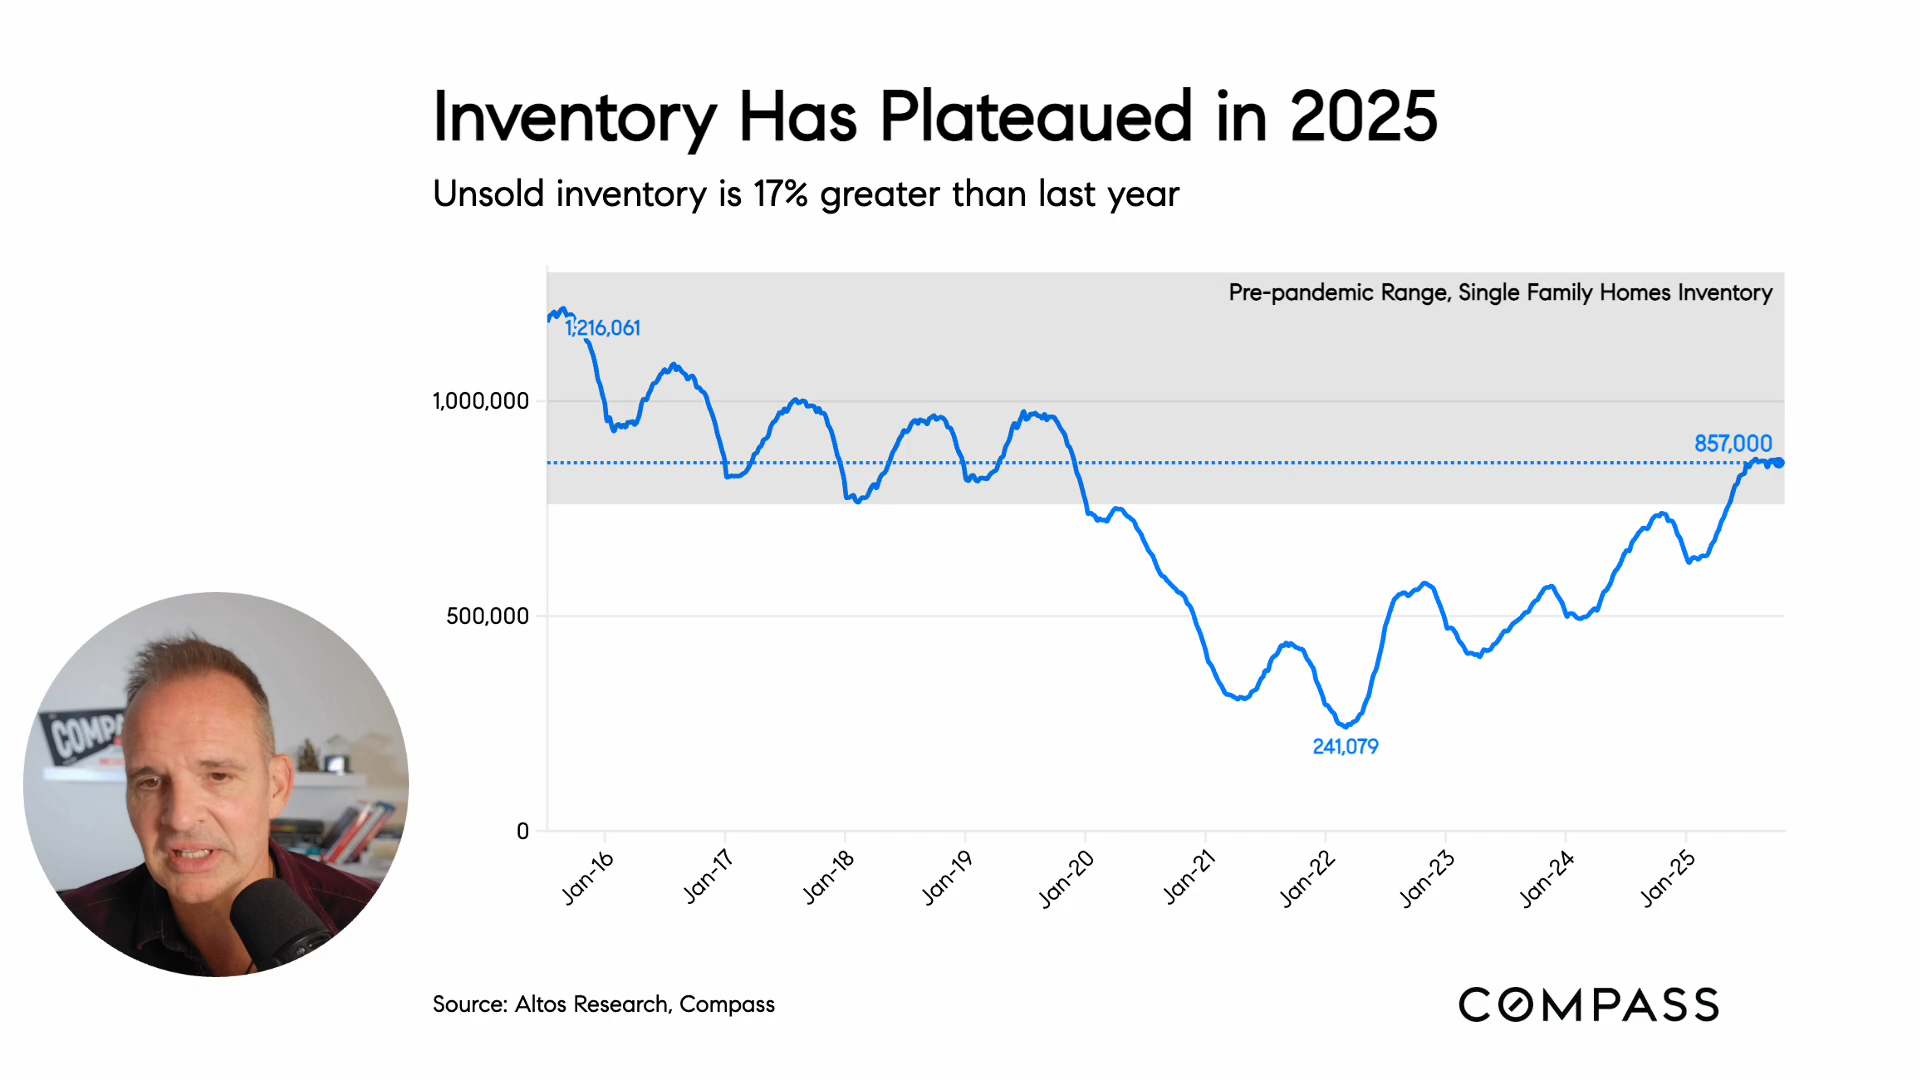 Inventory Has Plateaued in 2025
Unsold inventory is 17% greater than last year
Pre-pandemic Range, Single Family Homes Inventory
1,216,061
1,000,000
857,000
500,000
241,079
0
Jan-16
Jan-17
Jan-18
Jan-19
Jan-20
Jan-21
Jan-22
Jan-23
Jan-24
Jan-25
COMPA
Source: Altos Research, Compass
COMPASS